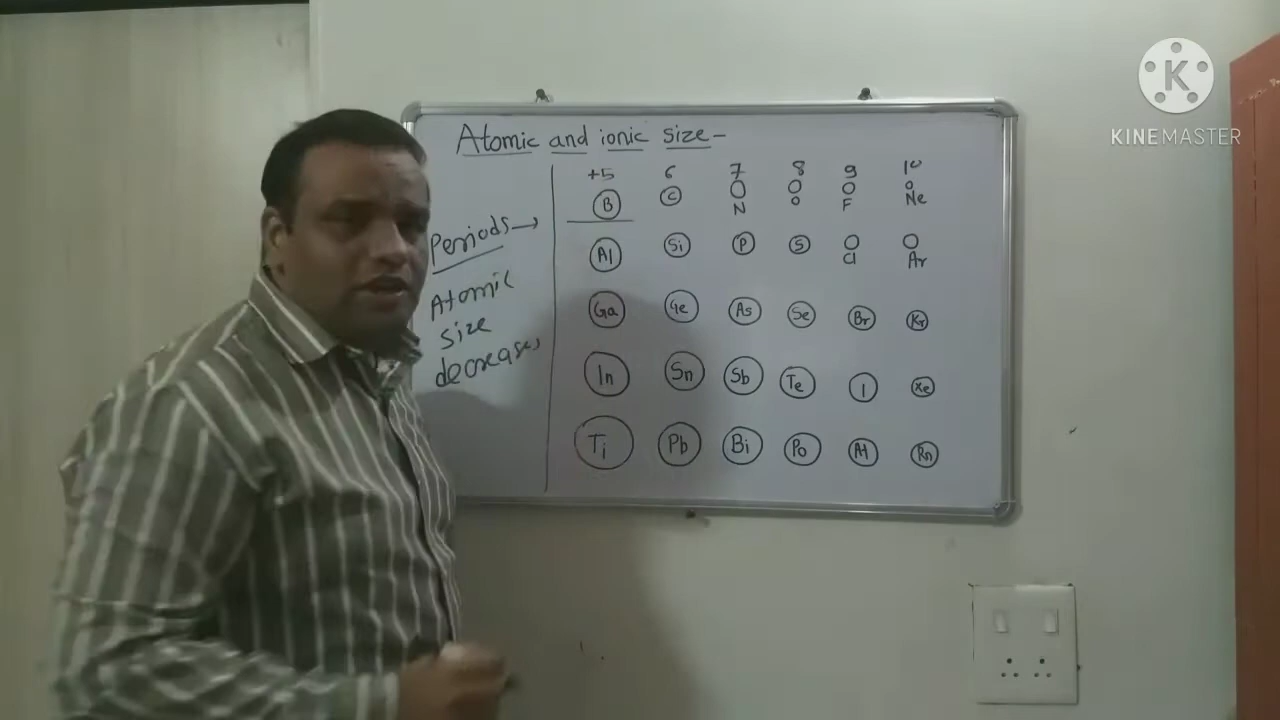 Atomic and ionic size -
+5 6 7 8 9 10
B C N O F Ne
Periods →
Al Si P S Cl Ar
Atomic
size
decreases
Ga Ge As Se Br Kr
In Sn Sb Te I Xe
Ti Pb Bi Po At Rn
K
KINEMASTER